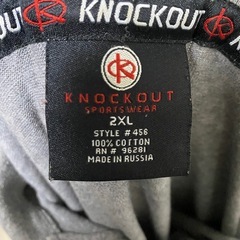 KNOCKOUT
KNOCKOUT
SPORTSWEAR
2XL
STYLE #456
100% COTTON
RN # 96281
MADE IN RUSSIA